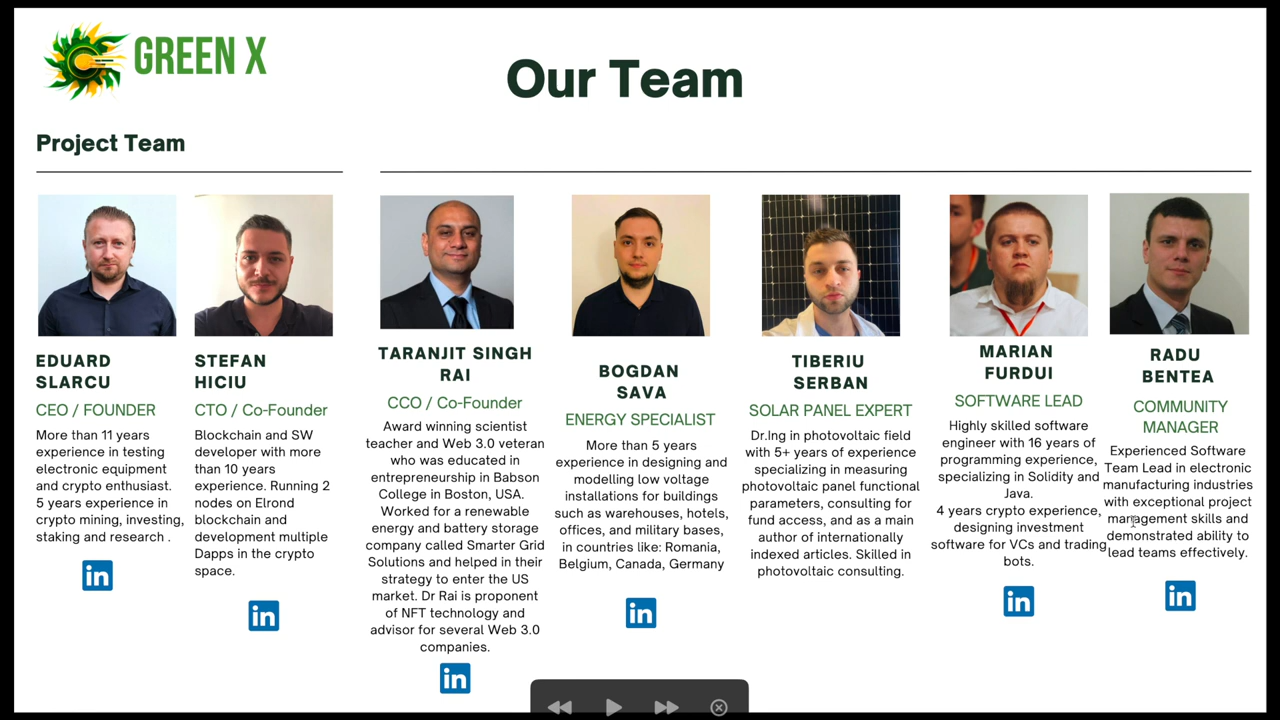 GREEN X
Our Team
Project Team
EDUARD
SLARCU
CEO / FOUNDER
More than 11 years
experience in testing
electronic equipment
and crypto enthusiast.
5 years experience in
crypto mining, investing,
staking and research .
in
STEFAN
HICIU
CTO / Co-Founder
Blockchain and SW
developer with more
than 10 years
experience. Running 2
nodes on Elrond
blockchain and
development multiple
Dapps in the crypto
space.
in
TARANJIT SINGH
RAI
CCO / Co-Founder
Award winning scientist
teacher and Web 3.0 veteran
who was educated in
entrepreneurship in Babson
College in Boston, USA.
Worked for a renewable
energy and battery storage
company called Smarter Grid
Solutions and helped in their
strategy to enter the US
market. Dr Rai is proponent
of NFT technology and
advisor for several Web 3.0
companies.
in
BOGDAN
SAVA
ENERGY SPECIALIST
More than 5 years
experience in designing and
modelling low voltage
installations for buildings
such as warehouses, hotels,
offices, and military bases,
in countries like: Romania,
Belgium, Canada, Germany
in
TIBERIU
SERBAN
SOLAR PANEL EXPERT
Dr.Ing in photovoltaic field
with 5+ years of experience
specializing in measuring
photovoltaic panel functional
parameters, consulting for
fund access, and as a main
author of internationally
indexed articles. Skilled in
photovoltaic consulting.
MARIAN
FURDUI
SOFTWARE LEAD
Highly skilled software
engineer with 16 years of
programming experience,
specializing in Solidity and
Java.
4 years crypto experience,
designing investment
software for VCs and trading
bots.
in
RADU
BENTEA
COMMUNITY
MANAGER
Experienced Software
Team Lead in electronic
manufacturing industries
with exceptional project
management skills and
demonstrated ability to
lead teams effectively.
in